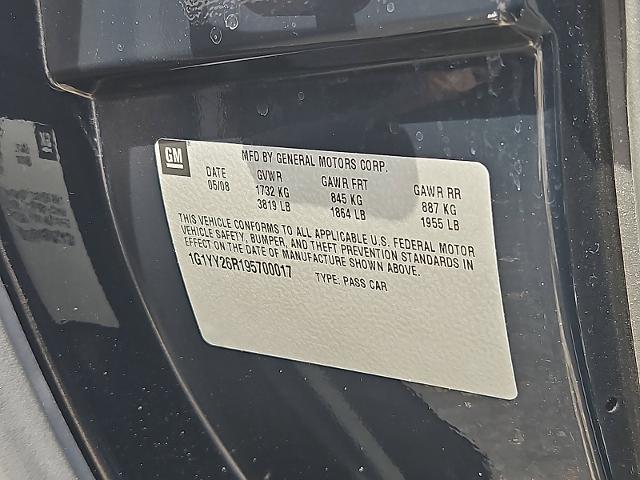 GM
MFD BY GENERAL MOTORS CORP.
DATE GVWR GAWR FRT GAWR RR
05/08 1732 KG 845 KG 887 KG
3819 LB 1864 LB 1955 LB
THIS VEHICLE CONFORMS TO ALL APPLICABLE U.S. FEDERAL MOTOR
VEHICLE SAFETY, BUMPER, AND THEFT PREVENTION STANDARDS IN
EFFECT ON THE DATE OF MANUFACTURE SHOWN ABOVE.
1G1YY26R195700017 TYPE: PASS CAR